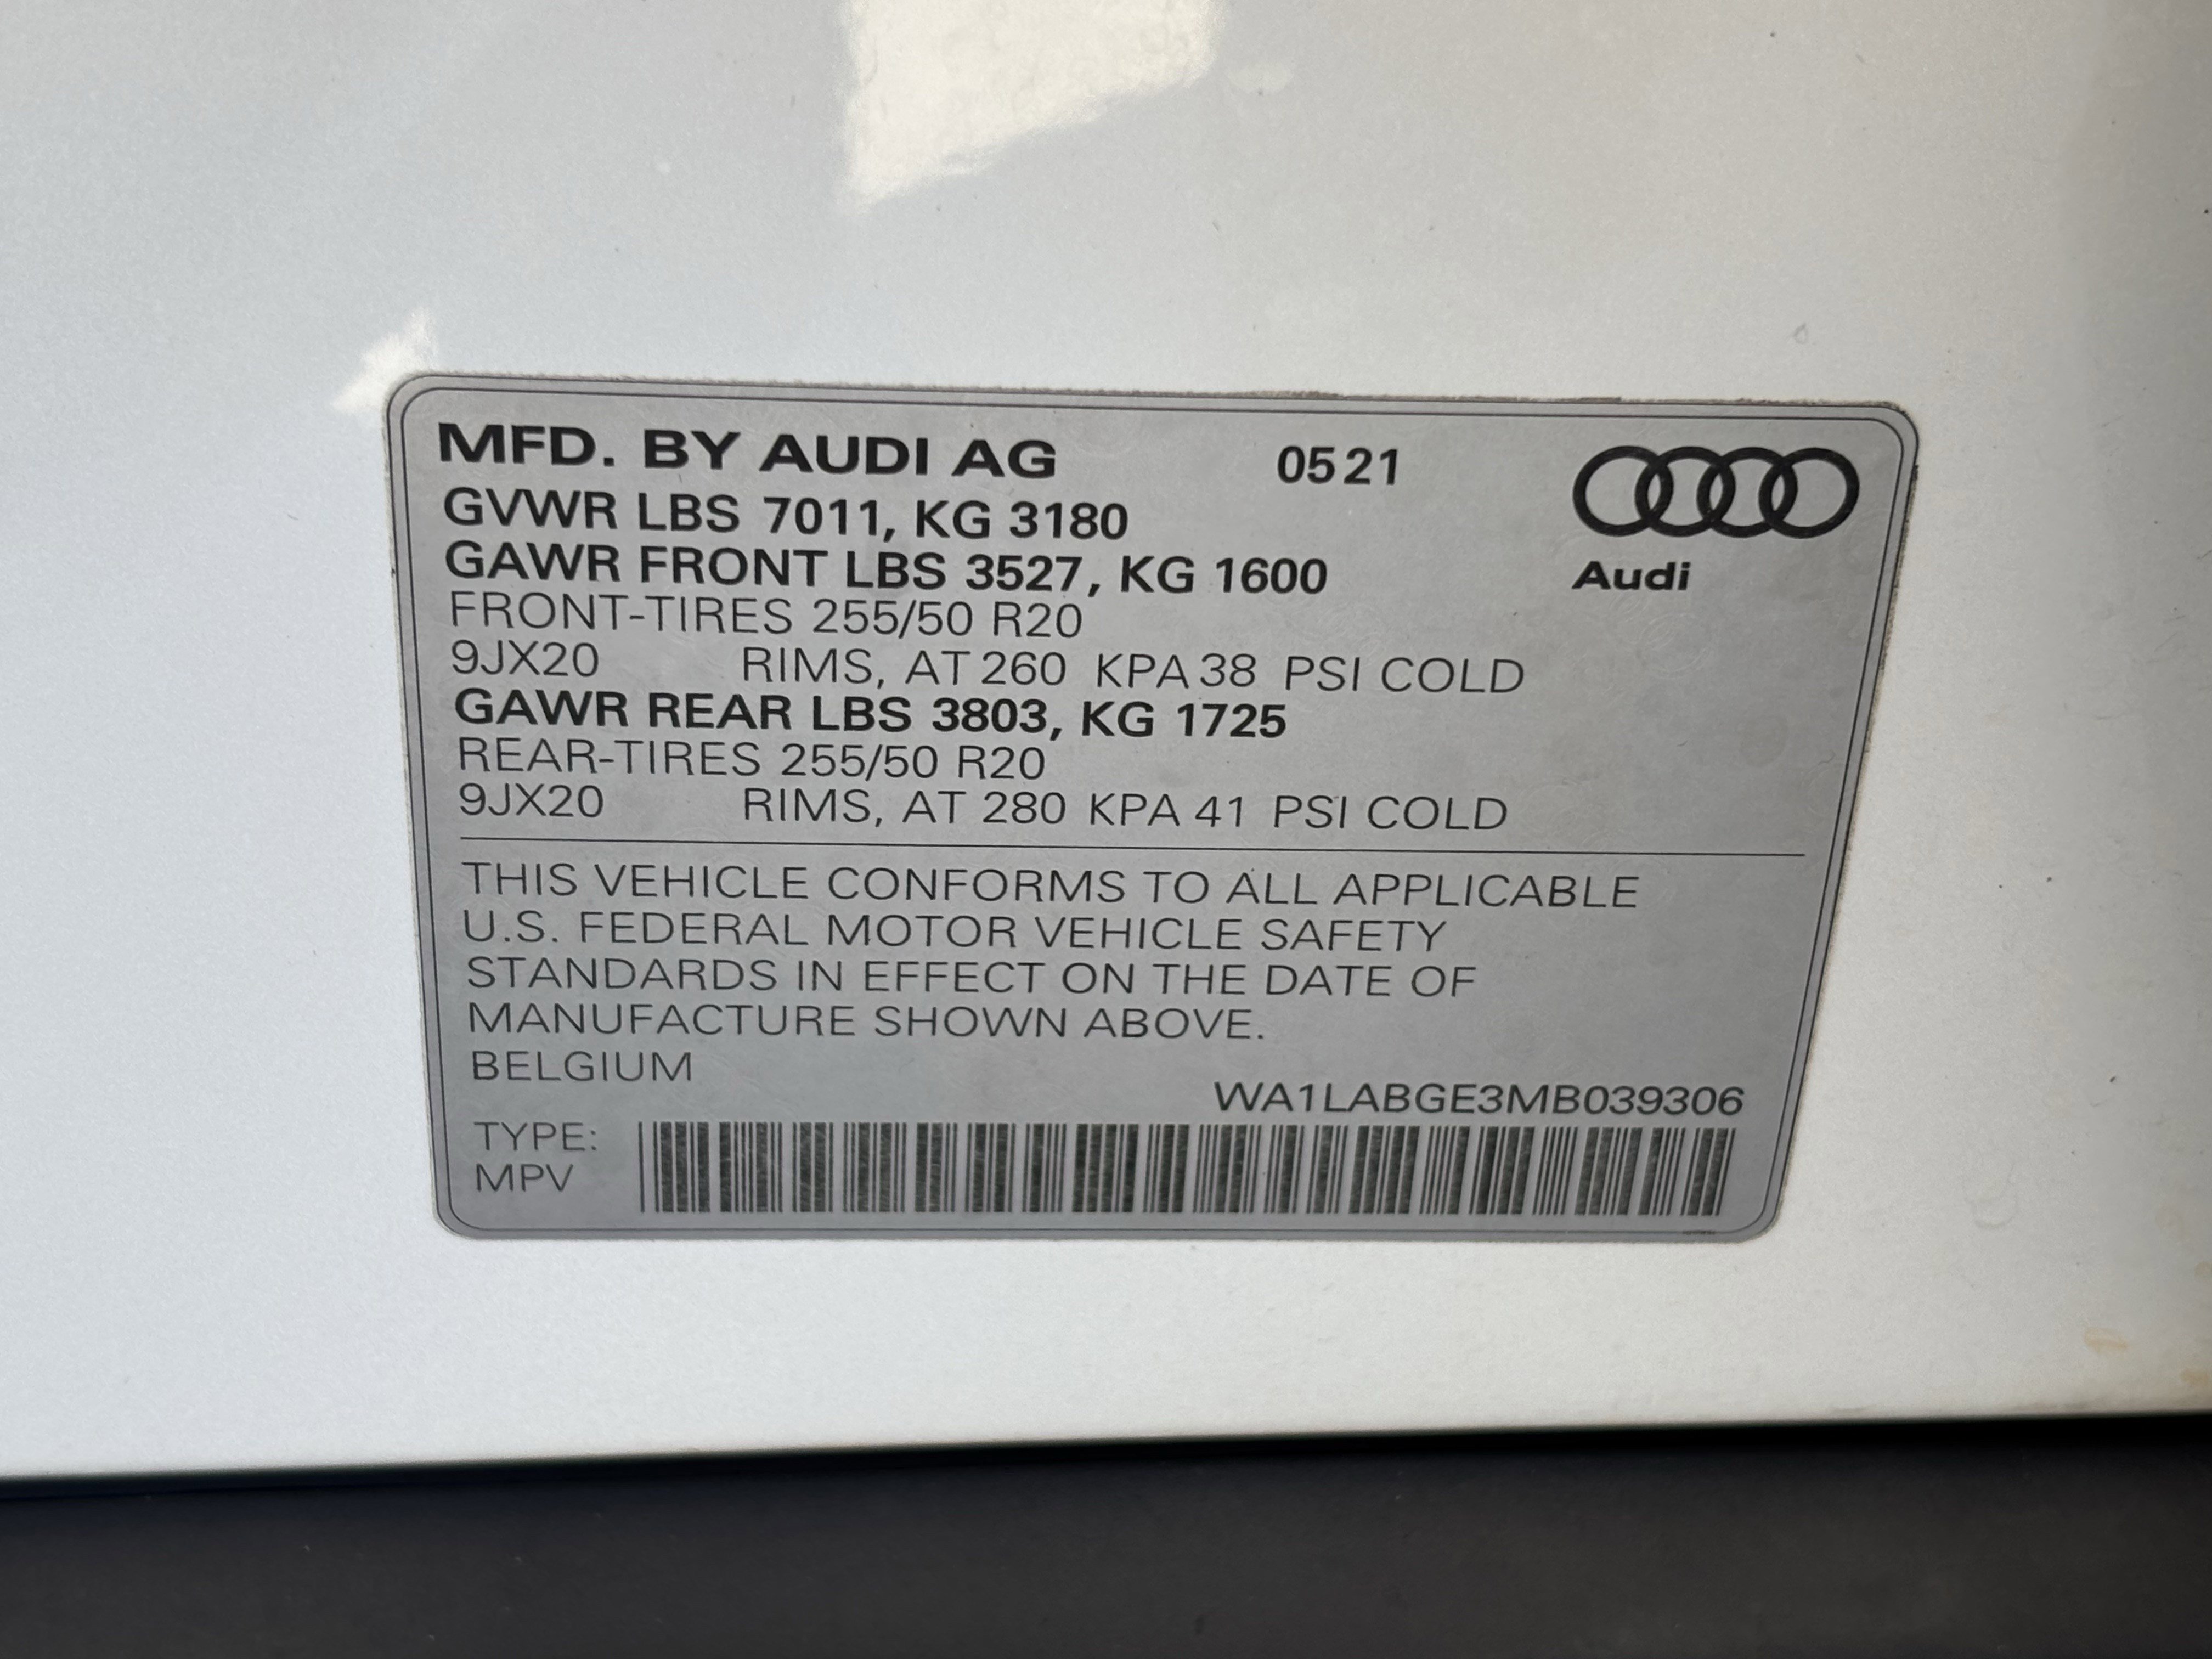 MFD. BY AUDI AG 05 21
GVWR LBS 7011, KG 3180
GAWR FRONT LBS 3527, KG 1600
Audi
FRONT-TIRES 255/50 R20
9JX20 RIMS, AT 260 KPA 38 PSI COLD
GAWR REAR LBS 3803, KG 1725
REAR-TIRES 255/50 R20
9JX20 RIMS, AT 280 KPA 41 PSI COLD
THIS VEHICLE CONFORMS TO ALL APPLICABLE
U.S. FEDERAL MOTOR VEHICLE SAFETY
STANDARDS IN EFFECT ON THE DATE OF
MANUFACTURE SHOWN ABOVE.
BELGIUM
WA1LABGE3MB039306
TYPE:
MPV